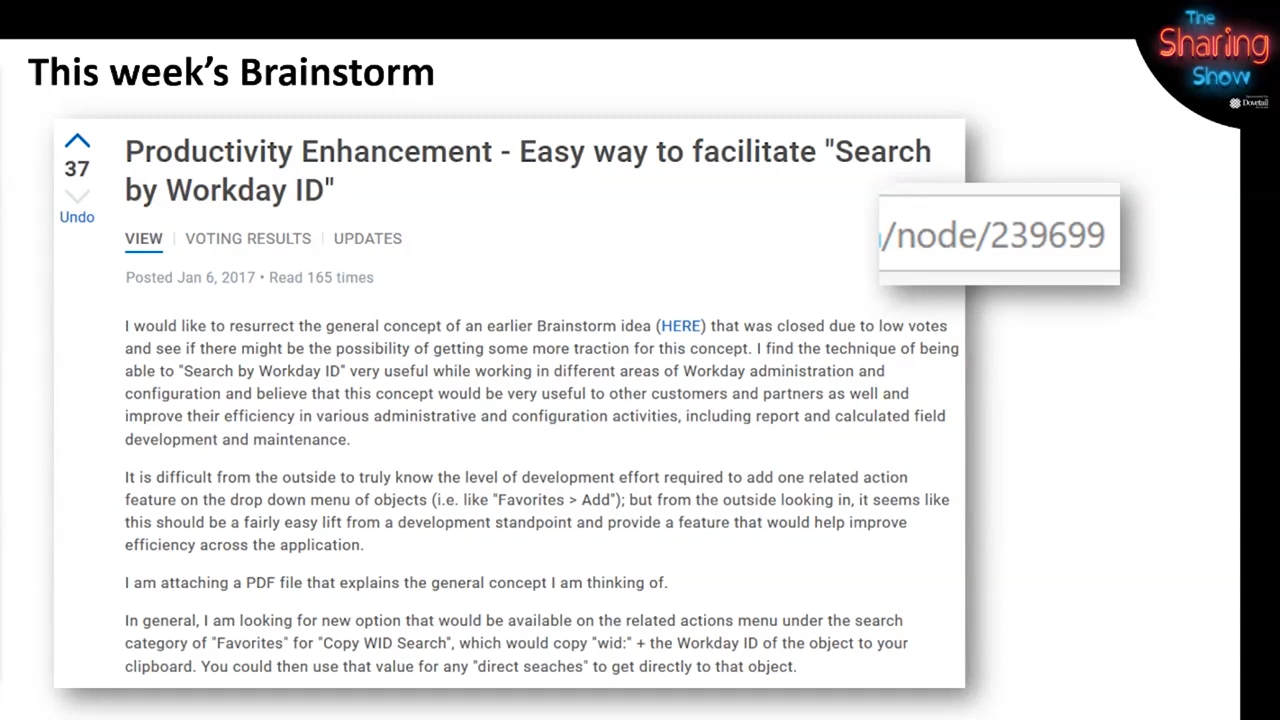 The
Sharing
Show
Dovetail
This week's Brainstorm
37
Undo
Productivity Enhancement - Easy way to facilitate "Search
by Workday ID"
VIEW | VOTING RESULTS | UPDATES
Posted Jan 6, 2017 • Read 165 times
/node/239699
I would like to resurrect the general concept of an earlier Brainstorm idea (HERE) that was closed due to low votes
and see if there might be the possibility of getting some more traction for this concept. I find the technique of being
able to "Search by Workday ID" very useful while working in different areas of Workday administration and
configuration and believe that this concept would be very useful to other customers and partners as well and
improve their efficiency in various administrative and configuration activities, including report and calculated field
development and maintenance.
It is difficult from the outside to truly know the level of development effort required to add one related action
feature on the drop down menu of objects (i.e. like "Favorites > Add"); but from the outside looking in, it seems like
this should be a fairly easy lift from a development standpoint and provide a feature that would help improve
efficiency across the application.
I am attaching a PDF file that explains the general concept I am thinking of.
In general, I am looking for new option that would be available on the related actions menu under the search
category of "Favorites" for "Copy WID Search", which would copy "wid:" + the Workday ID of the object to your
clipboard. You could then use that value for any "direct seaches" to get directly to that object.